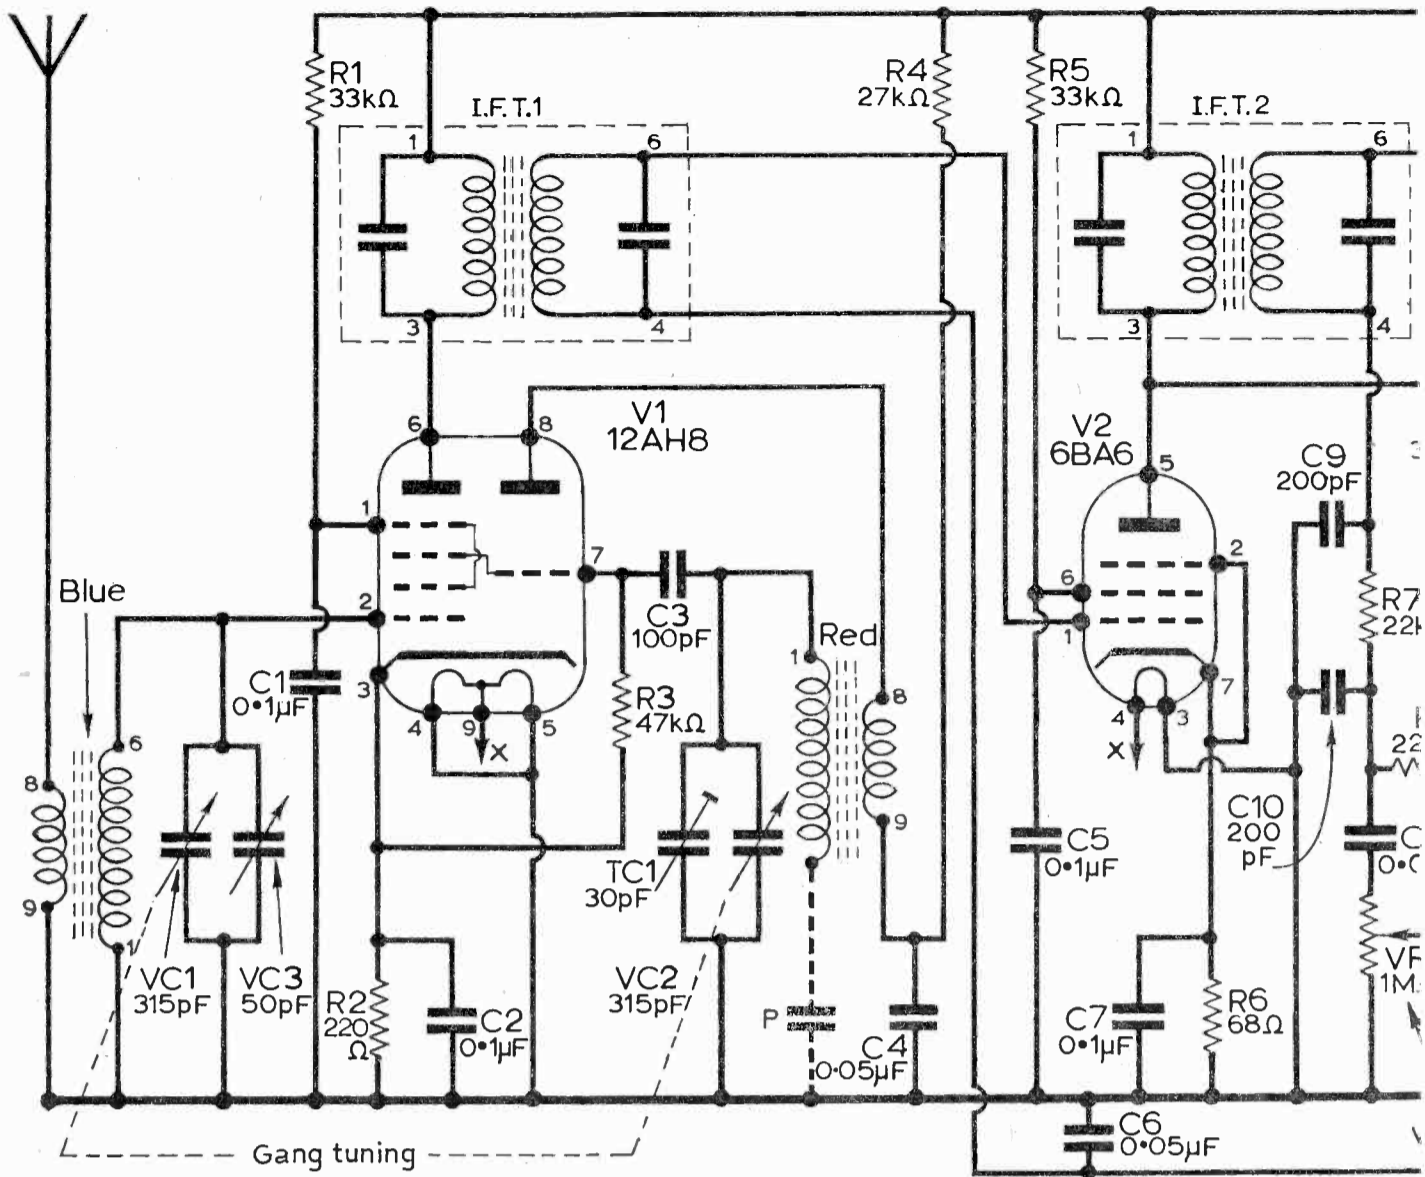 R1
33kΩ
I.F.T.1
R4
27kΩ
R5
33kΩ
I.F.T.2
1
6
3
4
1
6
3
4
V1
12AH8
6
8
1
2
7
3
4
9
5
X
V2
6BA6
5
2
6
1
7
4
3
X
C9
200pF
R7
Blue
C3
100pF
Red
C1
0•1µF
R3
47kΩ
6
8
9
1
1
8
9
22
C10
200
pF
TC1
30pF
C5
0•1µF
VC1
315pF
VC3
50pF
R2
220
Ω
C2
0•1µF
VC2
315pF
P
C4
0·05µF
C7
0•1µF
R6
68Ω
1M
C6
0•05µF
Gang tuning